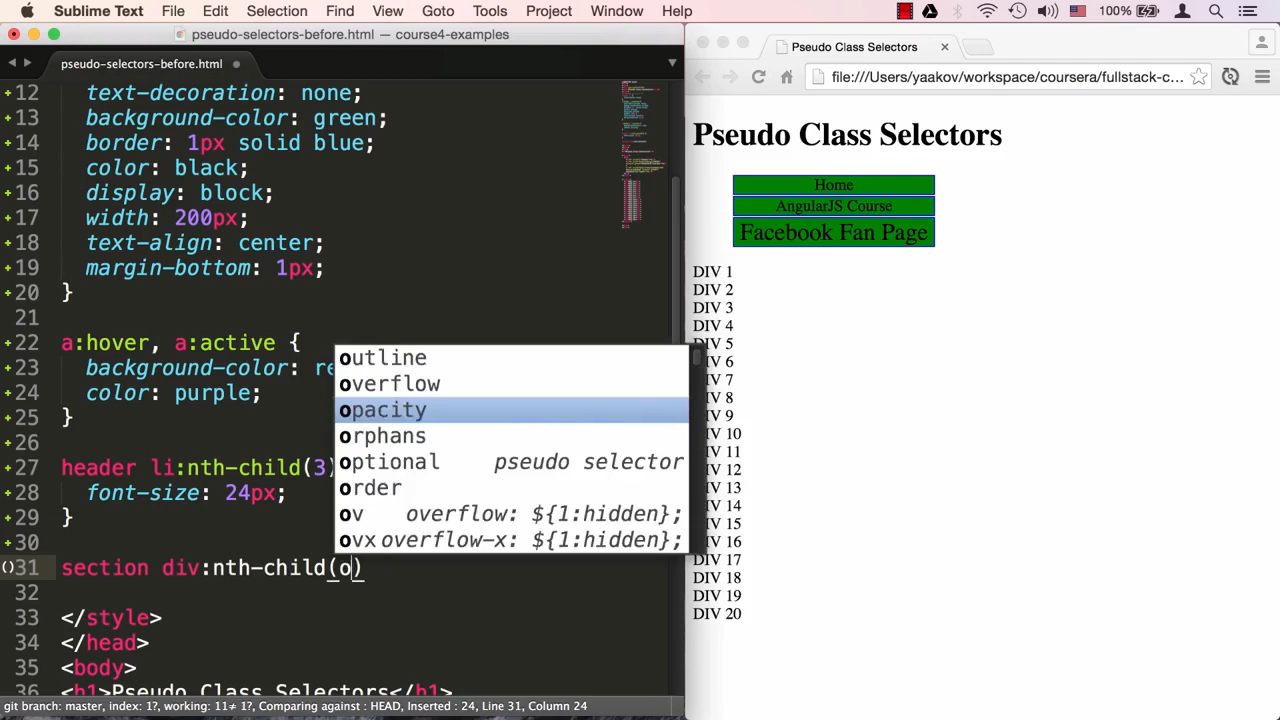 Sublime Text File Edit Selection Find View Goto Tools Project Window Help 100%
pseudo-selectors-before.html — course4-examples
pseudo-selectors-before.html
12 text-decoration: none;
13 background-color: green;
14 border: 1px solid blue;
15 color: black;
16 display: block;
17 width: 200px;
18 text-align: center;
19 margin-bottom: 1px;
20 }
21
22 a:hover, a:active {
23 background-color: re
24 color: purple;
25 }
26
27 header li:nth-child(3)
28 font-size: 24px;
29 }
30
()31 section div:nth-child(o)
32
33 </style>
34 </head>
35 <body>
36 <h1>Pseudo Class Selectors</h1>
outline
overflow
opacity
orphans
optional pseudo selector
order
ov overflow: ${1:hidden};
ovx overflow-x: ${1:hidden};
git branch: master, index: 1?, working: 11≠ 1?, Comparing against : HEAD, Inserted : 24, Line 31, Column 24
Pseudo Class Selectors
file:///Users/yaakov/workspace/coursera/fullstack-c...
Pseudo Class Selectors
Home
AngularJS Course
Facebook Fan Page
DIV 1
DIV 2
DIV 3
DIV 4
DIV 5
DIV 6
DIV 7
DIV 8
DIV 9
DIV 10
DIV 11
DIV 12
DIV 13
DIV 14
DIV 15
DIV 16
DIV 17
DIV 18
DIV 19
DIV 20